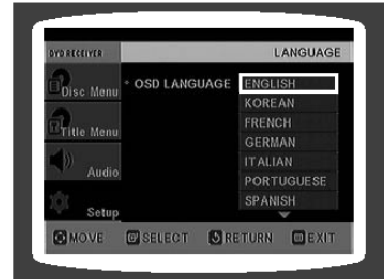 DVD RECEIVER
LANGUAGE
Disc Menu
Title Menu
Audio
Setup
• OSD LANGUAGE
ENGLISH
KOREAN
FRENCH
GERMAN
ITALIAN
PORTUGUESE
SPANISH
MOVE SELECT RETURN EXIT